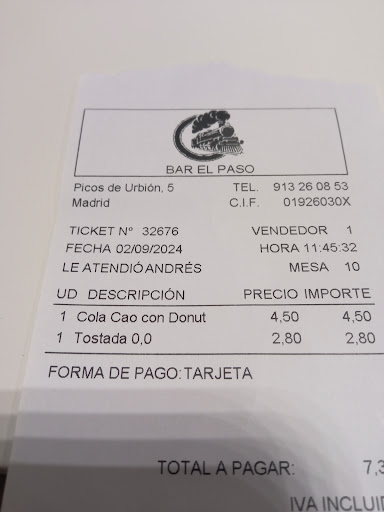 BAR EL PASO
Picos de Urbión, 5 TEL. 913 26 08 53
Madrid C.I.F. 01926030X
TICKET Nº 32676 VENDEDOR 1
FECHA 02/09/2024 HORA 11:45:32
LE ATENDIÓ ANDRÉS MESA 10
UD DESCRIPCIÓN PRECIO IMPORTE
1 Cola Cao con Donut 4,50 4,50
1 Tostada 0,0 2,80 2,80
FORMA DE PAGO: TARJETA
TOTAL A PAGAR: 7,3
IVA INCLUID